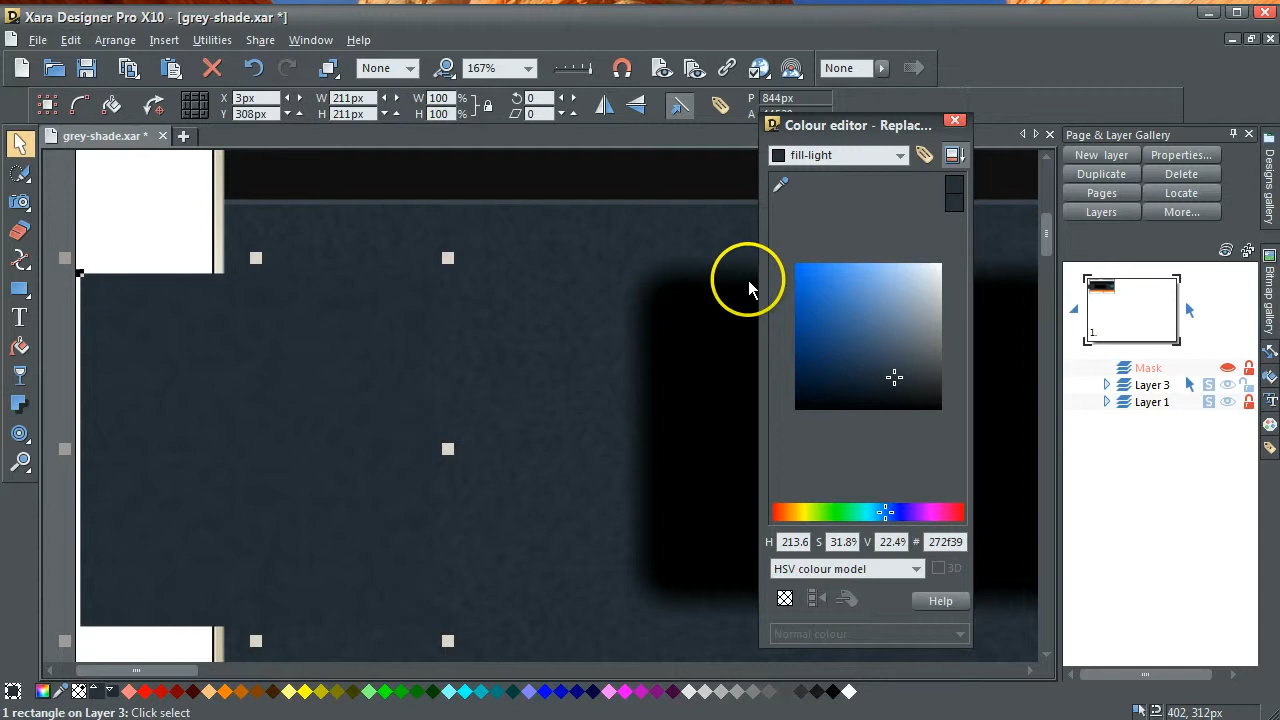 Xara Designer Pro X10 - [grey-shade.xar *]
File Edit Arrange Insert Utilities Share Window Help
None 167% None
X 3px W 211px W 100 % 0 P 844px
Y 308px H 211px H 100 % 0 A
grey-shade.xar *
Colour editor - Replac...
fill-light
H 213.6 S 31.89 V 22.49 # 272f39
HSV colour model 3D
Help
Normal colour
Page & Layer Gallery
New layer Properties...
Duplicate Delete
Pages Locate
Layers More...
1.
Mask
Layer 3 S
Layer 1 S
Designs gallery
Bitmap gallery
1 rectangle on Layer 3: Click select
402, 312px